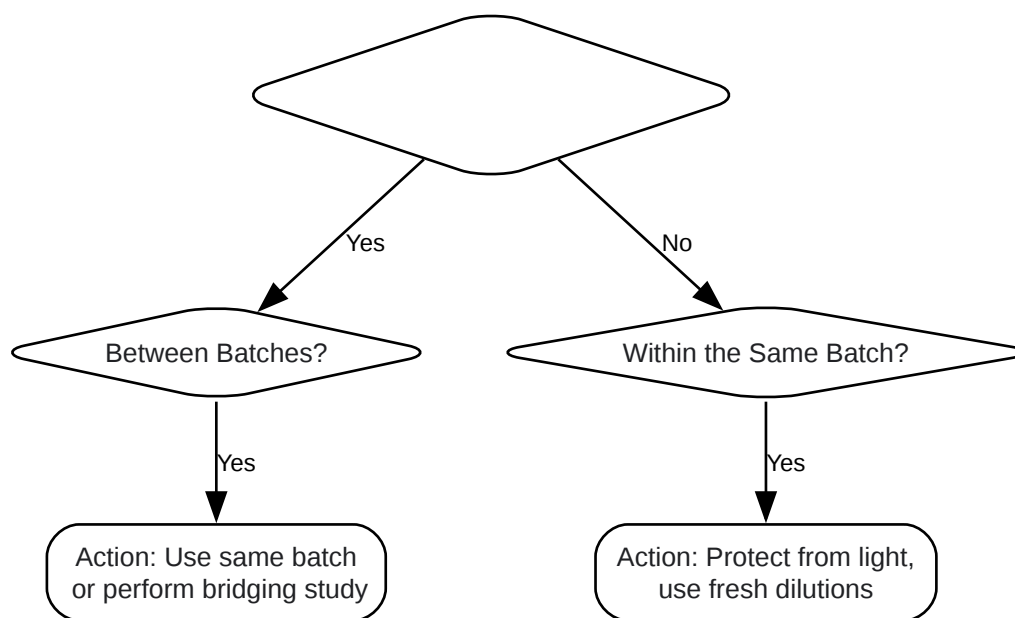 Yes
No
Between Batches?
Within the Same Batch?
Yes
Yes
Action: Use same batch
or perform bridging study
Action: Protect from light,
use fresh dilutions